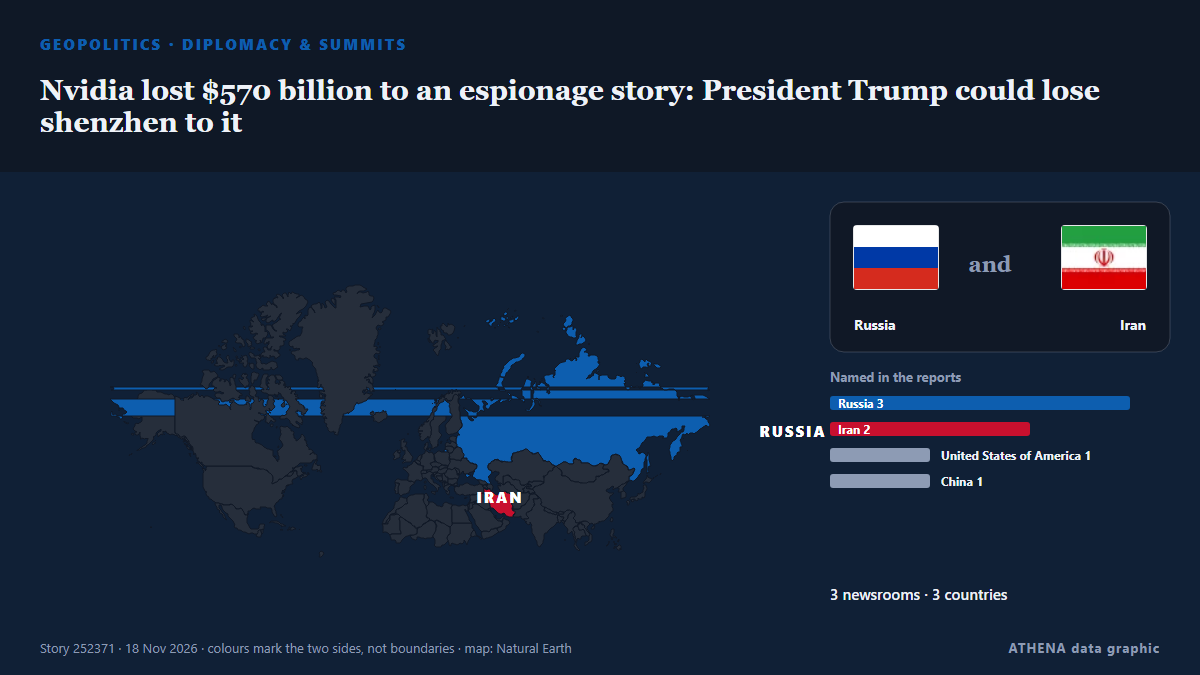 GEOPOLITICS · DIPLOMACY & SUMMITS
Nvidia lost $570 billion to an espionage story: President Trump could lose
shenzhen to it
and
Russia
Iran
Named in the reports
Russia 3
RUSSIA
Iran 2
United States of America 1
China 1
IRAN
3 newsrooms · 3 countries
Story 252371 · 18 Nov 2026 · colours mark the two sides, not boundaries · map: Natural Earth
ATHENA data graphic